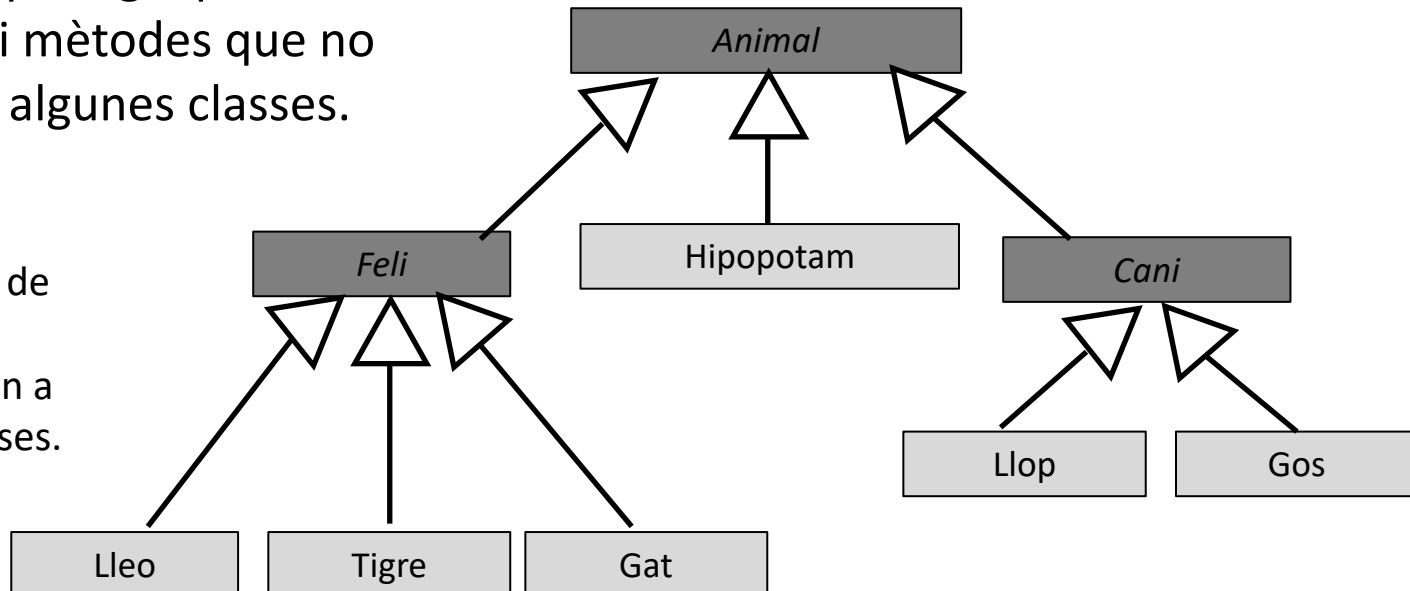 i mètodes que no
algunes classes.
de
n a
ses.
Animal
Feli
Hipopotam
Cani
Llop
Gos
Lleo
Tigre
Gat